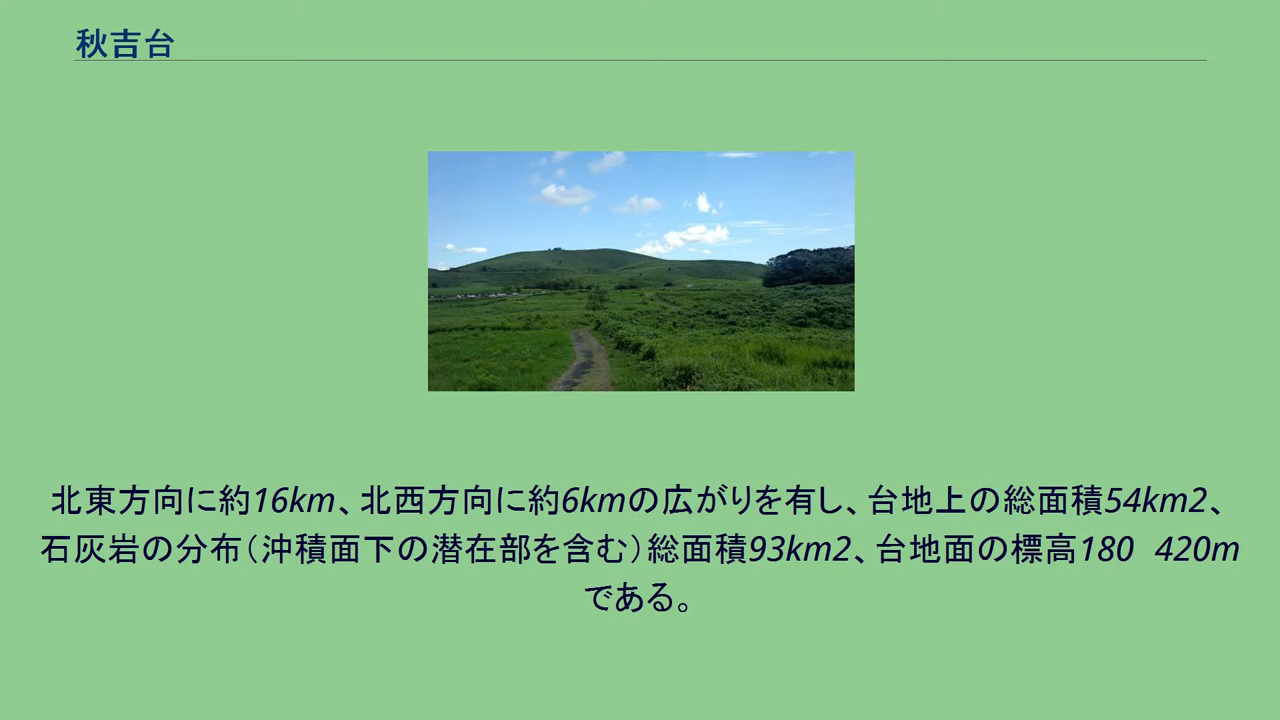 秋吉台
北東方向に約16km、北西方向に約6kmの広がりを有し、台地上の総面積54km2、
石灰岩の分布（沖積面下の潜在部を含む）総面積93km2、台地面の標高180 420m
である。